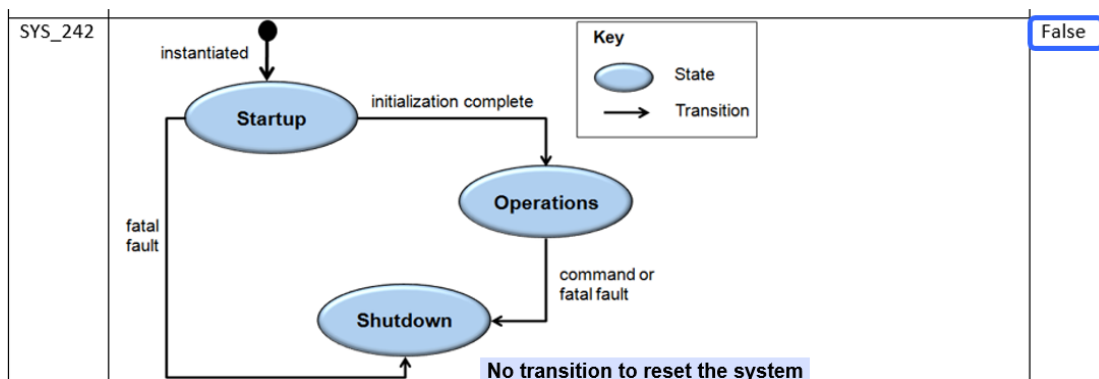 SYS_242
False
instantiated
Key
State
Transition
Startup
initialization complete
Operations
fatal
fault
command or
fatal fault
Shutdown
No transition to reset the system